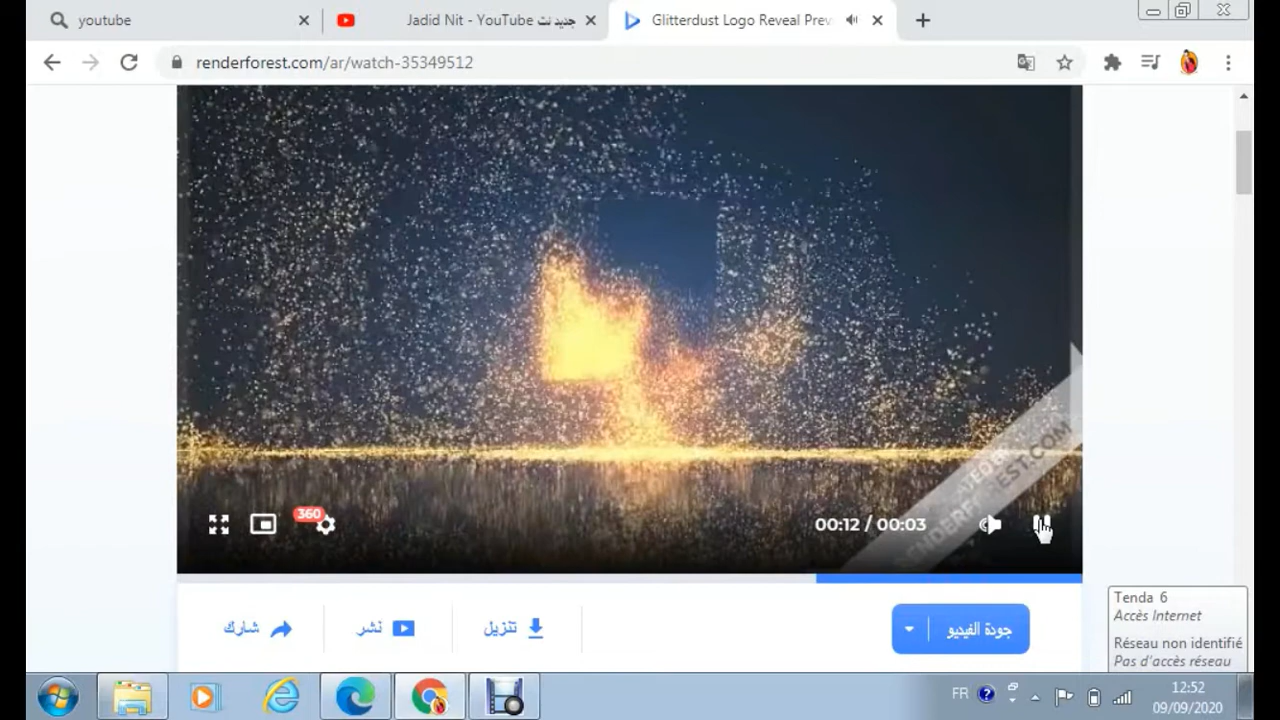 youtube
Jadid Nit - YouTube جديد نت
Glitterdust Logo Reveal Prev
renderforest.com/ar/watch-35349512
RENDERFOREST.COM
360
00:12 / 00:03
شارك
نشر
تنزيل
جودة الفيديو
Tenda 6
Accès Internet
Réseau non identifié
Pas d'accès réseau
FR
12:52
09/09/2020